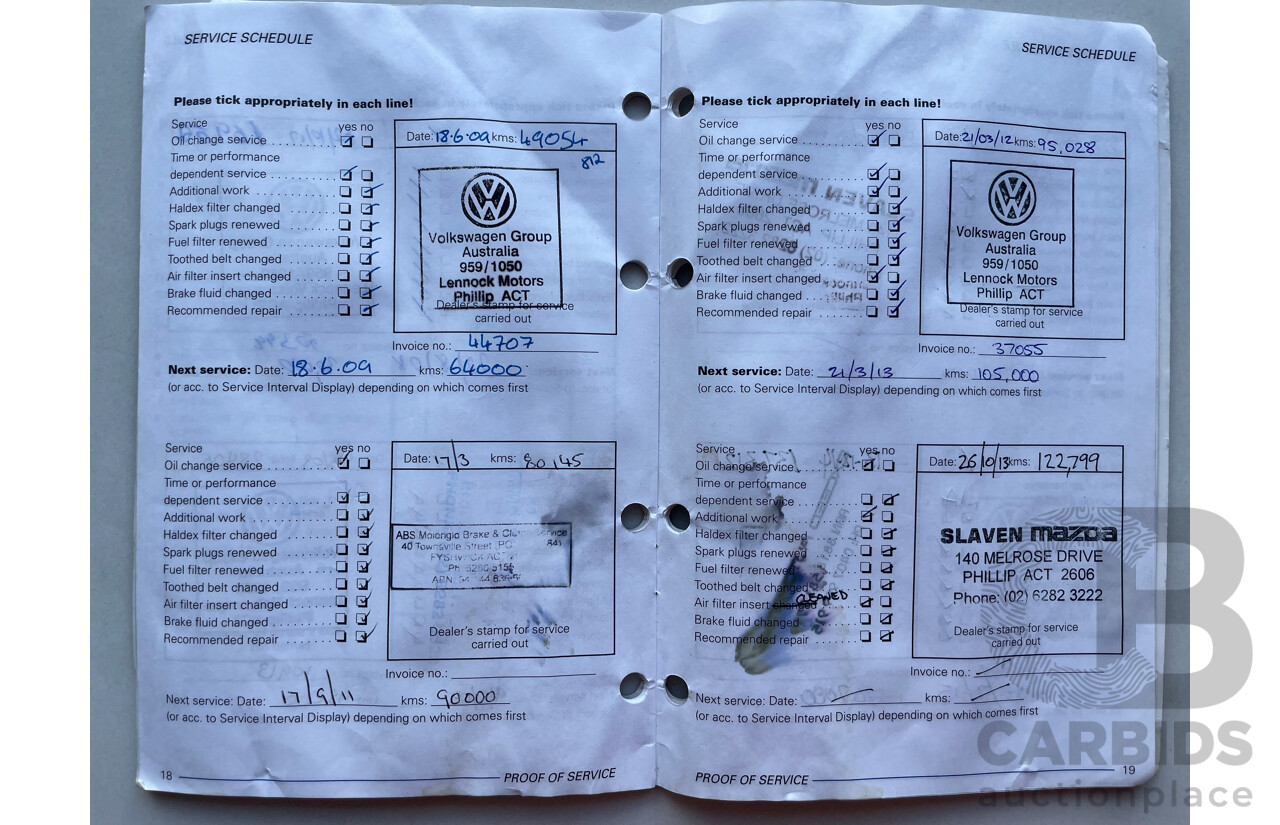 SERVICE SCHEDULE
Please tick appropriately in each line!
Service
yes no
Oil change service
Time or performance
dependent service
Additional work
Haldex filter changed
Spark plugs renewed
Fuel filter renewed
Toothed belt changed
Air filter insert changed
Brake fluid changed
Recommended repair
Date: 18.6.09 kms: 49054
812
Volkswagen Group
Australia
959/1050
Lennock Motors
Phillip ACT
Dealer's stamp for service
carried out
Invoice no.: 44707
Next service: Date: 18.6.09 kms: 64000
(or acc. to Service Interval Display) depending on which comes first
Service
yes no
Oil change service
Time or performance
dependent service
Additional work
Haldex filter changed
Spark plugs renewed
Fuel filter renewed
Toothed belt changed
Air filter insert changed
Brake fluid changed
Recommended repair
Date: 17/3 kms: 80,145
ABS Molonglo Brake & Service
40 Townsville Street
Dealer's stamp for service
carried out
Invoice no.:
Next service: Date: 17/9/11 kms: 90000
(or acc. to Service Interval Display) depending on which comes first
18
PROOF OF SERVICE
SERVICE SCHEDULE
Please tick appropriately in each line!
Service
yes no
Oil change service
Time or performance
dependent service
Additional work
Haldex filter changed
Spark plugs renewed
Fuel filter renewed
Toothed belt changed
Air filter insert changed
Brake fluid changed
Recommended repair
Date: 21/03/12 kms: 95,028
Volkswagen Group
Australia
959/1050
Lennock Motors
Phillip ACT
Dealer's stamp for service
carried out
Invoice no.: 37055
Next service: Date: 21/3/13 kms: 105,000
(or acc. to Service Interval Display) depending on which comes first
Service
yes no
Oil change service
Time or performance
dependent service
Additional work
Haldex filter changed
Spark plugs renewed
Fuel filter renewed
Toothed belt changed
Air filter insert changed CLEANED
Brake fluid changed
Recommended repair
Date: 26/10/13 kms: 122,799
SLAVEN mazda
140 MELROSE DRIVE
PHILLIP ACT 2606
Phone: (02) 6282 3222
Dealer's stamp for service
carried out
Invoice no.:
Next service: Date: kms:
(or acc. to Service Interval Display) depending on which comes first
PROOF OF SERVICE
19
CARBIDS
auctionplace